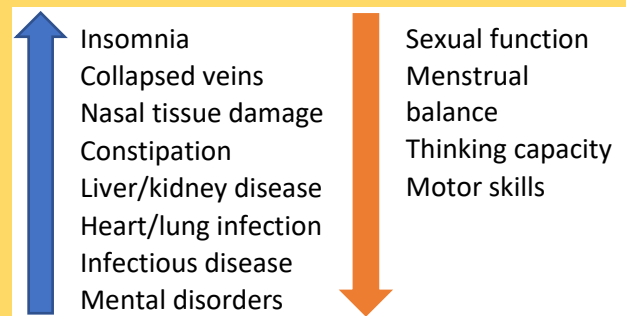 Insomnia
Collapsed veins
Nasal tissue damage
Constipation
Liver/kidney disease
Heart/lung infection
Infectious disease
Mental disorders
Sexual function
Menstrual
balance
Thinking capacity
Motor skills